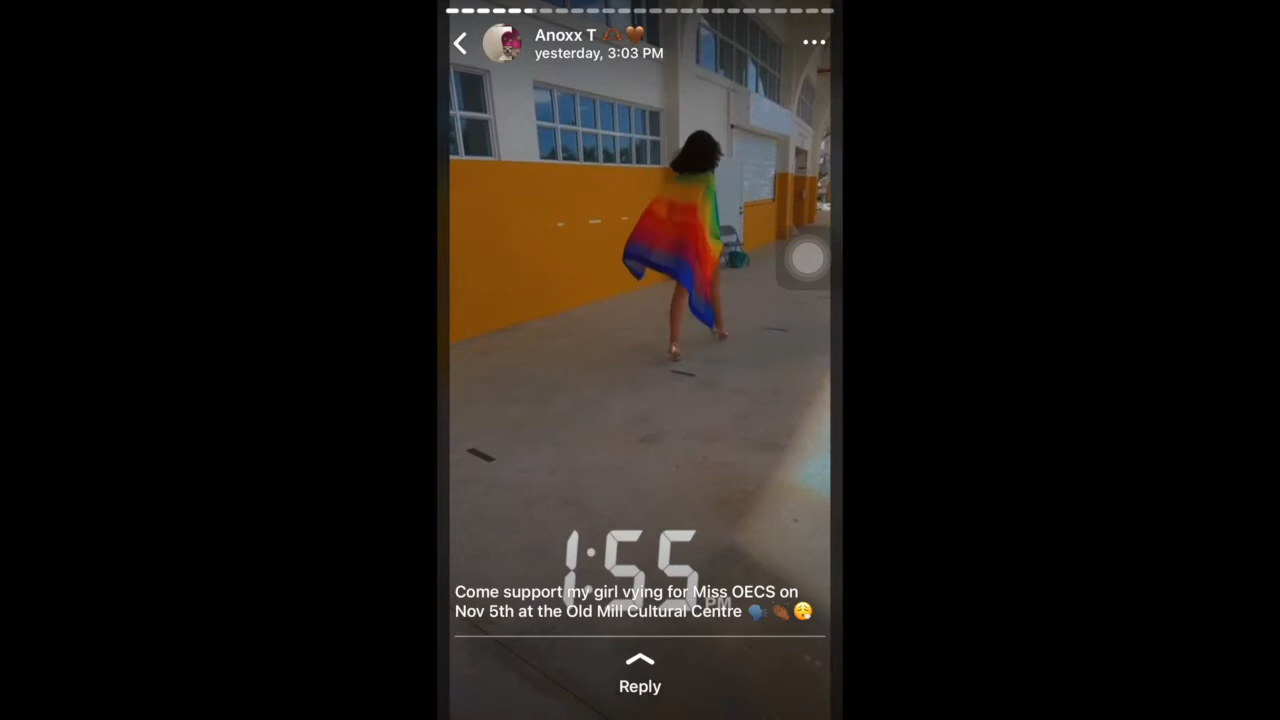 Anoxx T 🫶🏾🤎
yesterday, 3:03 PM
1:55
PM
Come support my girl vying for Miss OECS on
Nov 5th at the Old Mill Cultural Centre 🗣️👏🏾😮‍💨
Reply